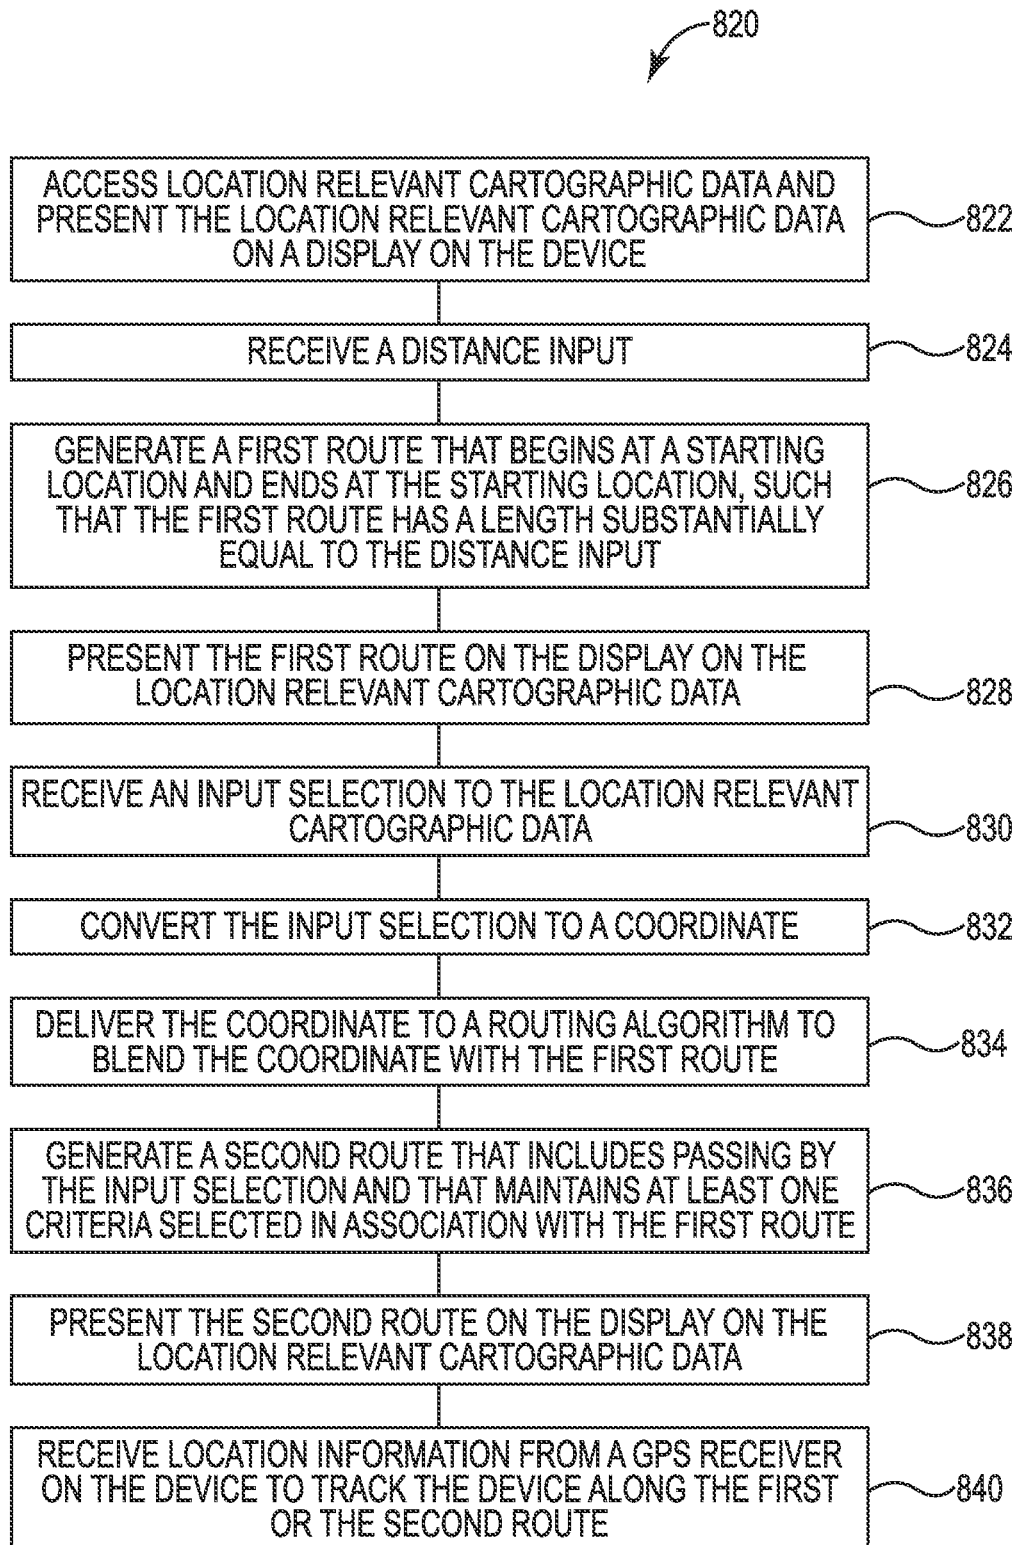 820
ACCESS LOCATION RELEVANT CARTOGRAPHIC DATA AND
PRESENT THE LOCATION RELEVANT CARTOGRAPHIC DATA
ON A DISPLAY ON THE DEVICE
822
RECEIVE A DISTANCE INPUT
824
GENERATE A FIRST ROUTE THAT BEGINS AT A STARTING
LOCATION AND ENDS AT THE STARTING LOCATION, SUCH
THAT THE FIRST ROUTE HAS A LENGTH SUBSTANTIALLY
EQUAL TO THE DISTANCE INPUT
826
PRESENT THE FIRST ROUTE ON THE DISPLAY ON THE
LOCATION RELEVANT CARTOGRAPHIC DATA
828
RECEIVE AN INPUT SELECTION TO THE LOCATION RELEVANT
CARTOGRAPHIC DATA
830
CONVERT THE INPUT SELECTION TO A COORDINATE
832
DELIVER THE COORDINATE TO A ROUTING ALGORITHM TO
BLEND THE COORDINATE WITH THE FIRST ROUTE
834
GENERATE A SECOND ROUTE THAT INCLUDES PASSING BY
THE INPUT SELECTION AND THAT MAINTAINS AT LEAST ONE
CRITERIA SELECTED IN ASSOCIATION WITH THE FIRST ROUTE
836
PRESENT THE SECOND ROUTE ON THE DISPLAY ON THE
LOCATION RELEVANT CARTOGRAPHIC DATA
838
RECEIVE LOCATION INFORMATION FROM A GPS RECEIVER
ON THE DEVICE TO TRACK THE DEVICE ALONG THE FIRST
OR THE SECOND ROUTE
840